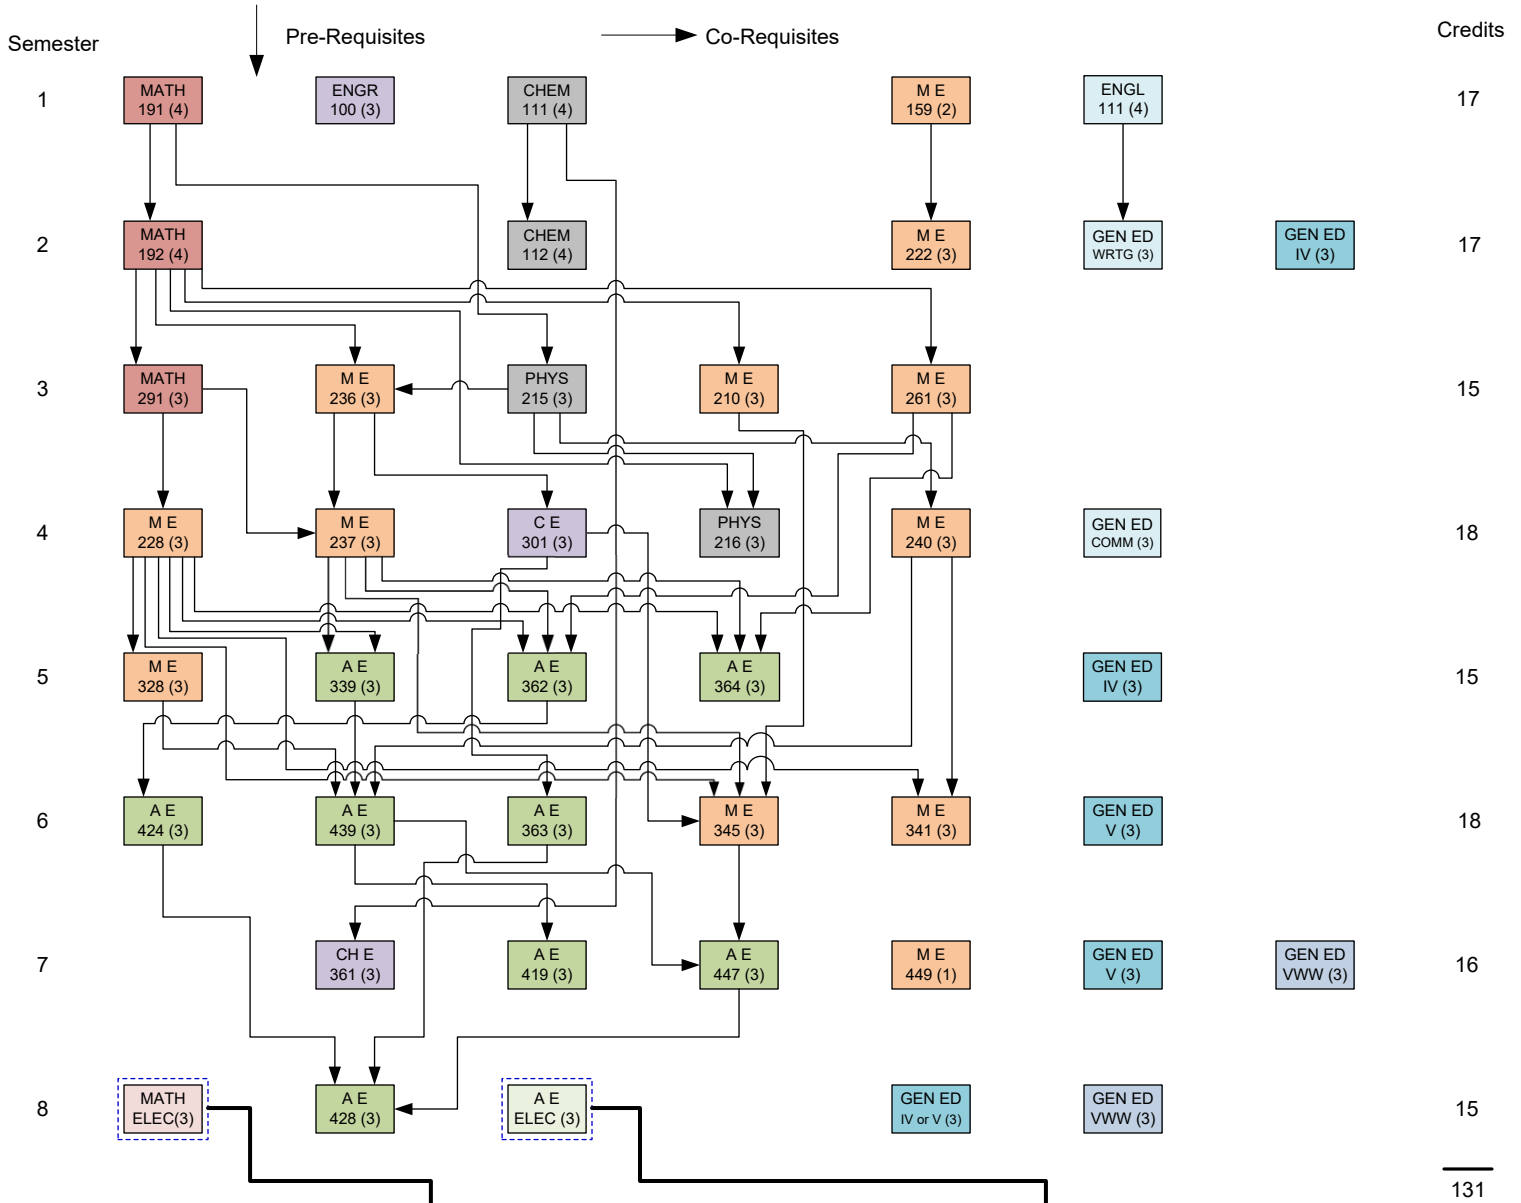 Semester
Pre-Requisites
Co-Requisites
Credits
1
MATH
191 (4)
ENGR
100 (3)
CHEM
111 (4)
M E
159 (2)
ENGL
111 (4)
17
2
MATH
192 (4)
CHEM
112 (4)
M E
222 (3)
GEN ED
WRTG (3)
GEN ED
IV (3)
17
3
MATH
291 (3)
M E
236 (3)
PHYS
215 (3)
M E
210 (3)
M E
261 (3)
15
4
M E
228 (3)
M E
237 (3)
C E
301 (3)
PHYS
216 (3)
M E
240 (3)
GEN ED
COMM (3)
18
5
M E
328 (3)
A E
339 (3)
A E
362 (3)
A E
364 (3)
GEN ED
IV (3)
15
6
A E
424 (3)
A E
439 (3)
A E
363 (3)
M E
345 (3)
M E
341 (3)
GEN ED
V (3)
18
7
CH E
361 (3)
A E
419 (3)
A E
447 (3)
M E
449 (1)
GEN ED
V (3)
GEN ED
VWW (3)
16
8
MATH
ELEC(3)
A E
428 (3)
A E
ELEC (3)
GEN ED
IV or V (3)
GEN ED
VWW (3)
15
131